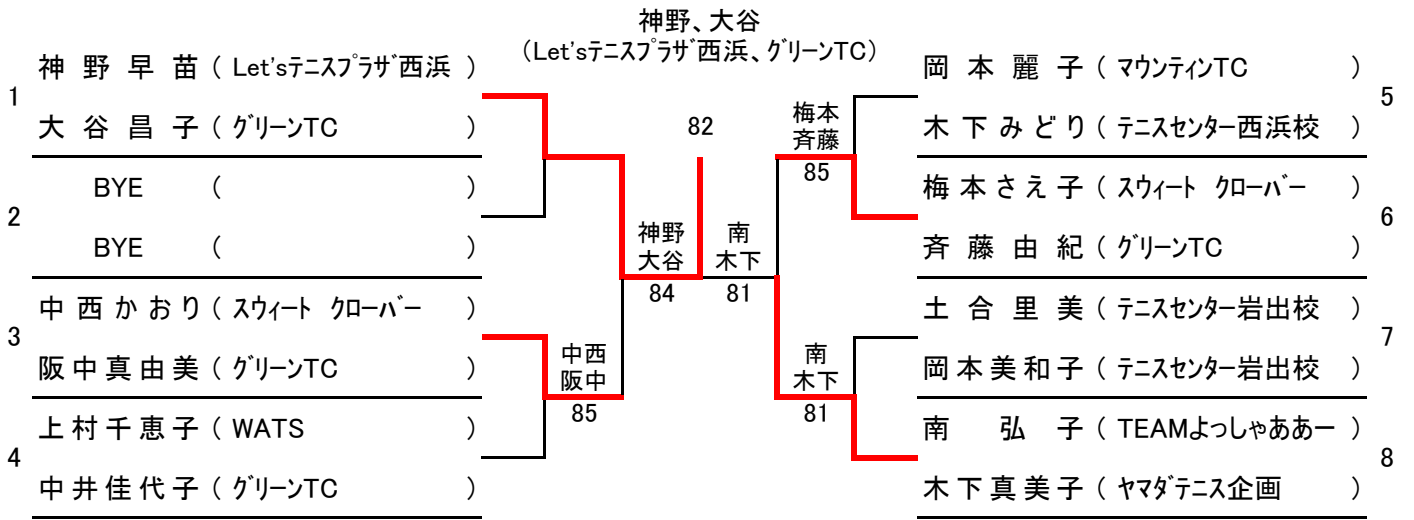 神野、大谷
（Let'sﾃﾆｽﾌﾟﾗｻﾞ西浜、ｸﾞﾘｰﾝTC）
1
神 野 早 苗 ( Let'sﾃﾆｽﾌﾟﾗｻﾞ西浜 )
大 谷 昌 子 ( ｸﾞﾘｰﾝTC )
2
BYE ( )
BYE ( )
3
中 西 か お り ( ｽｳｨｰﾄ ｸﾛｰﾊﾞｰ )
阪 中 真 由 美 ( ｸﾞﾘｰﾝTC )
4
上 村 千 恵 子 ( WATS )
中 井 佳 代 子 ( ｸﾞﾘｰﾝTC )
中西
阪中
85
神野
大谷
84
82
南
木下
81
梅本
斉藤
85
南
木下
81
岡 本 麗 子 ( ﾏｳﾝﾃｨﾝTC )
木 下 み ど り ( ﾃﾆｽｾﾝﾀｰ西浜校 )
5
梅 本 さ え 子 ( ｽｳｨｰﾄ ｸﾛｰﾊﾞｰ )
斉 藤 由 紀 ( ｸﾞﾘｰﾝTC )
6
土 合 里 美 ( ﾃﾆｽｾﾝﾀｰ岩出校 )
岡 本 美 和 子 ( ﾃﾆｽｾﾝﾀｰ岩出校 )
7
南 弘 子 ( TEAMよっしゃああー )
木 下 真 美 子 ( ﾔﾏﾀﾞﾃﾆｽ企画 )
8